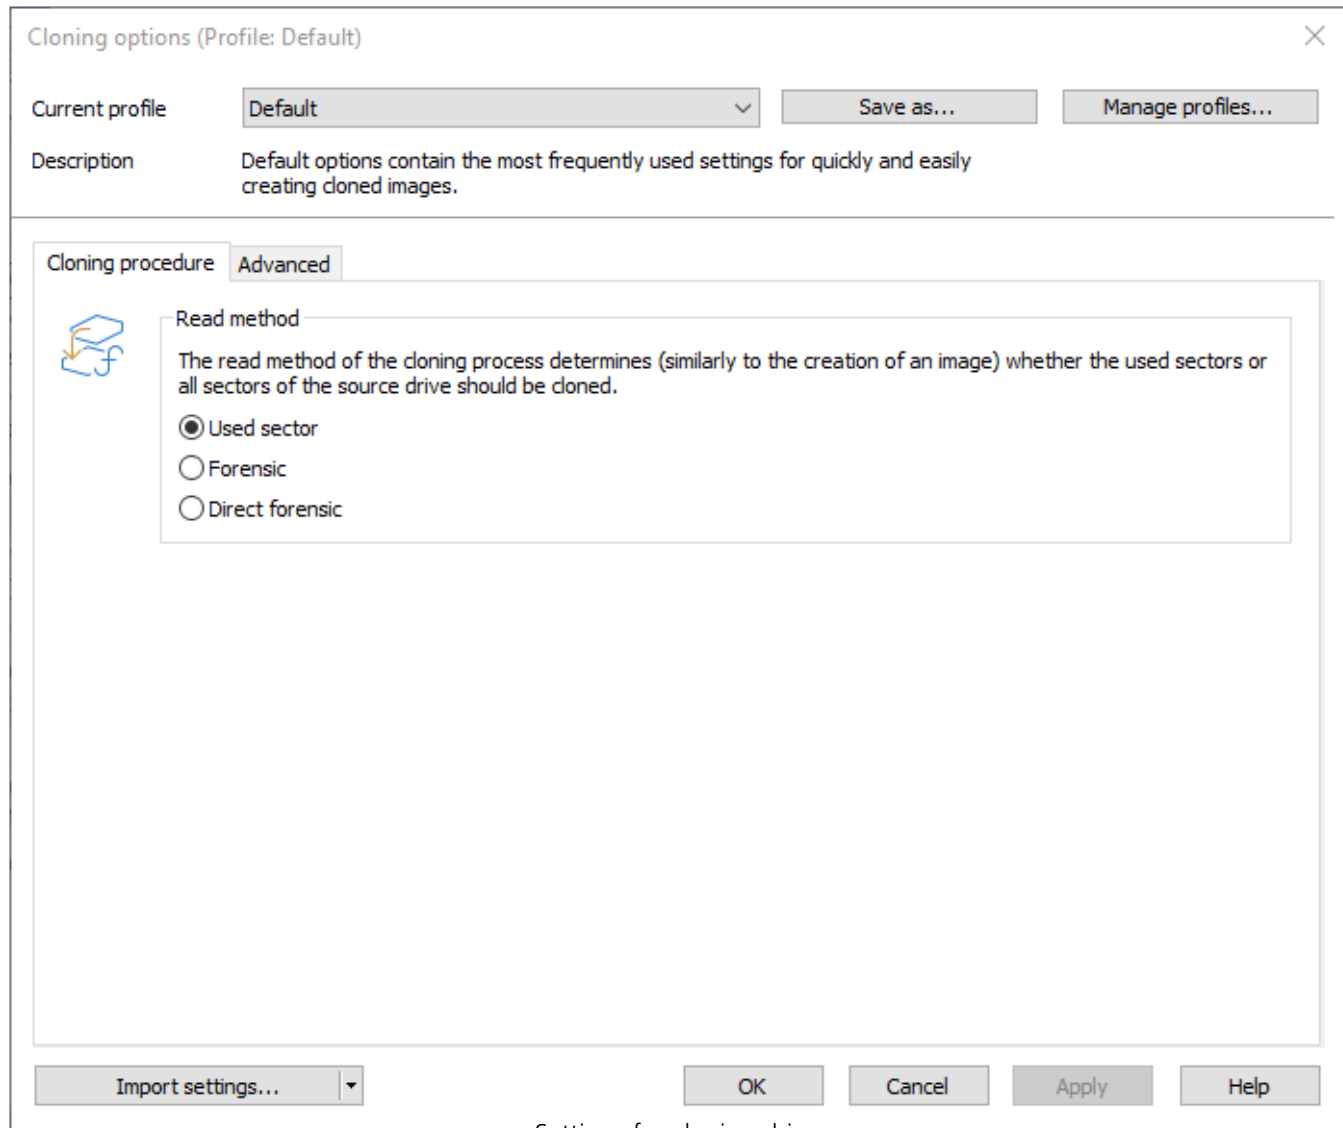 Cloning options (Profile: Default)
Current profile
Default
Save as...
Manage profiles...
Description
Default options contain the most frequently used settings for quickly and easily
creating cloned images.
Cloning procedure
Advanced
Read method
The read method of the cloning process determines (similarly to the creation of an image) whether the used sectors or
all sectors of the source drive should be cloned.
Used sector
Forensic
Direct forensic
Import settings...
OK
Cancel
Apply
Help